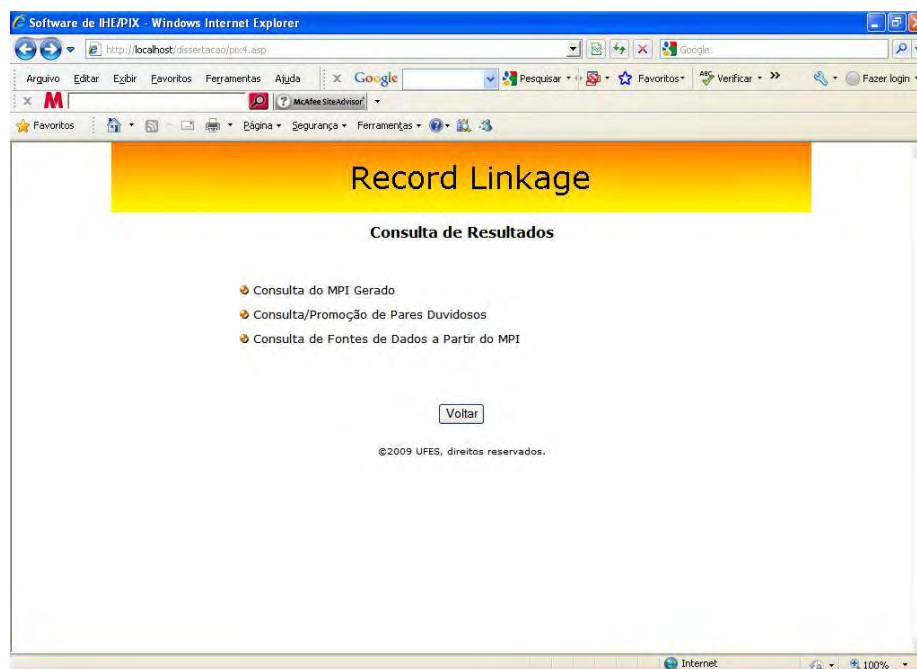 Software de IHE/PIX - Windows Internet Explorer
http://localhost/dissertacao/pix4.asp
Google
Arquivo Editar Exibir Favoritos Ferramentas Ajuda
x Google
Pesquisar
Favoritos
ABC Verificar
Fazer login
x M
McAfee SiteAdvisor
Favoritos
Página Segurança Ferramentas
Record Linkage
Consulta de Resultados
Consulta do MPI Gerado
Consulta/Promoção de Pares Duvidosos
Consulta de Fontes de Dados a Partir do MPI
Voltar
©2009 UFES, direitos reservados.
Internet
100%